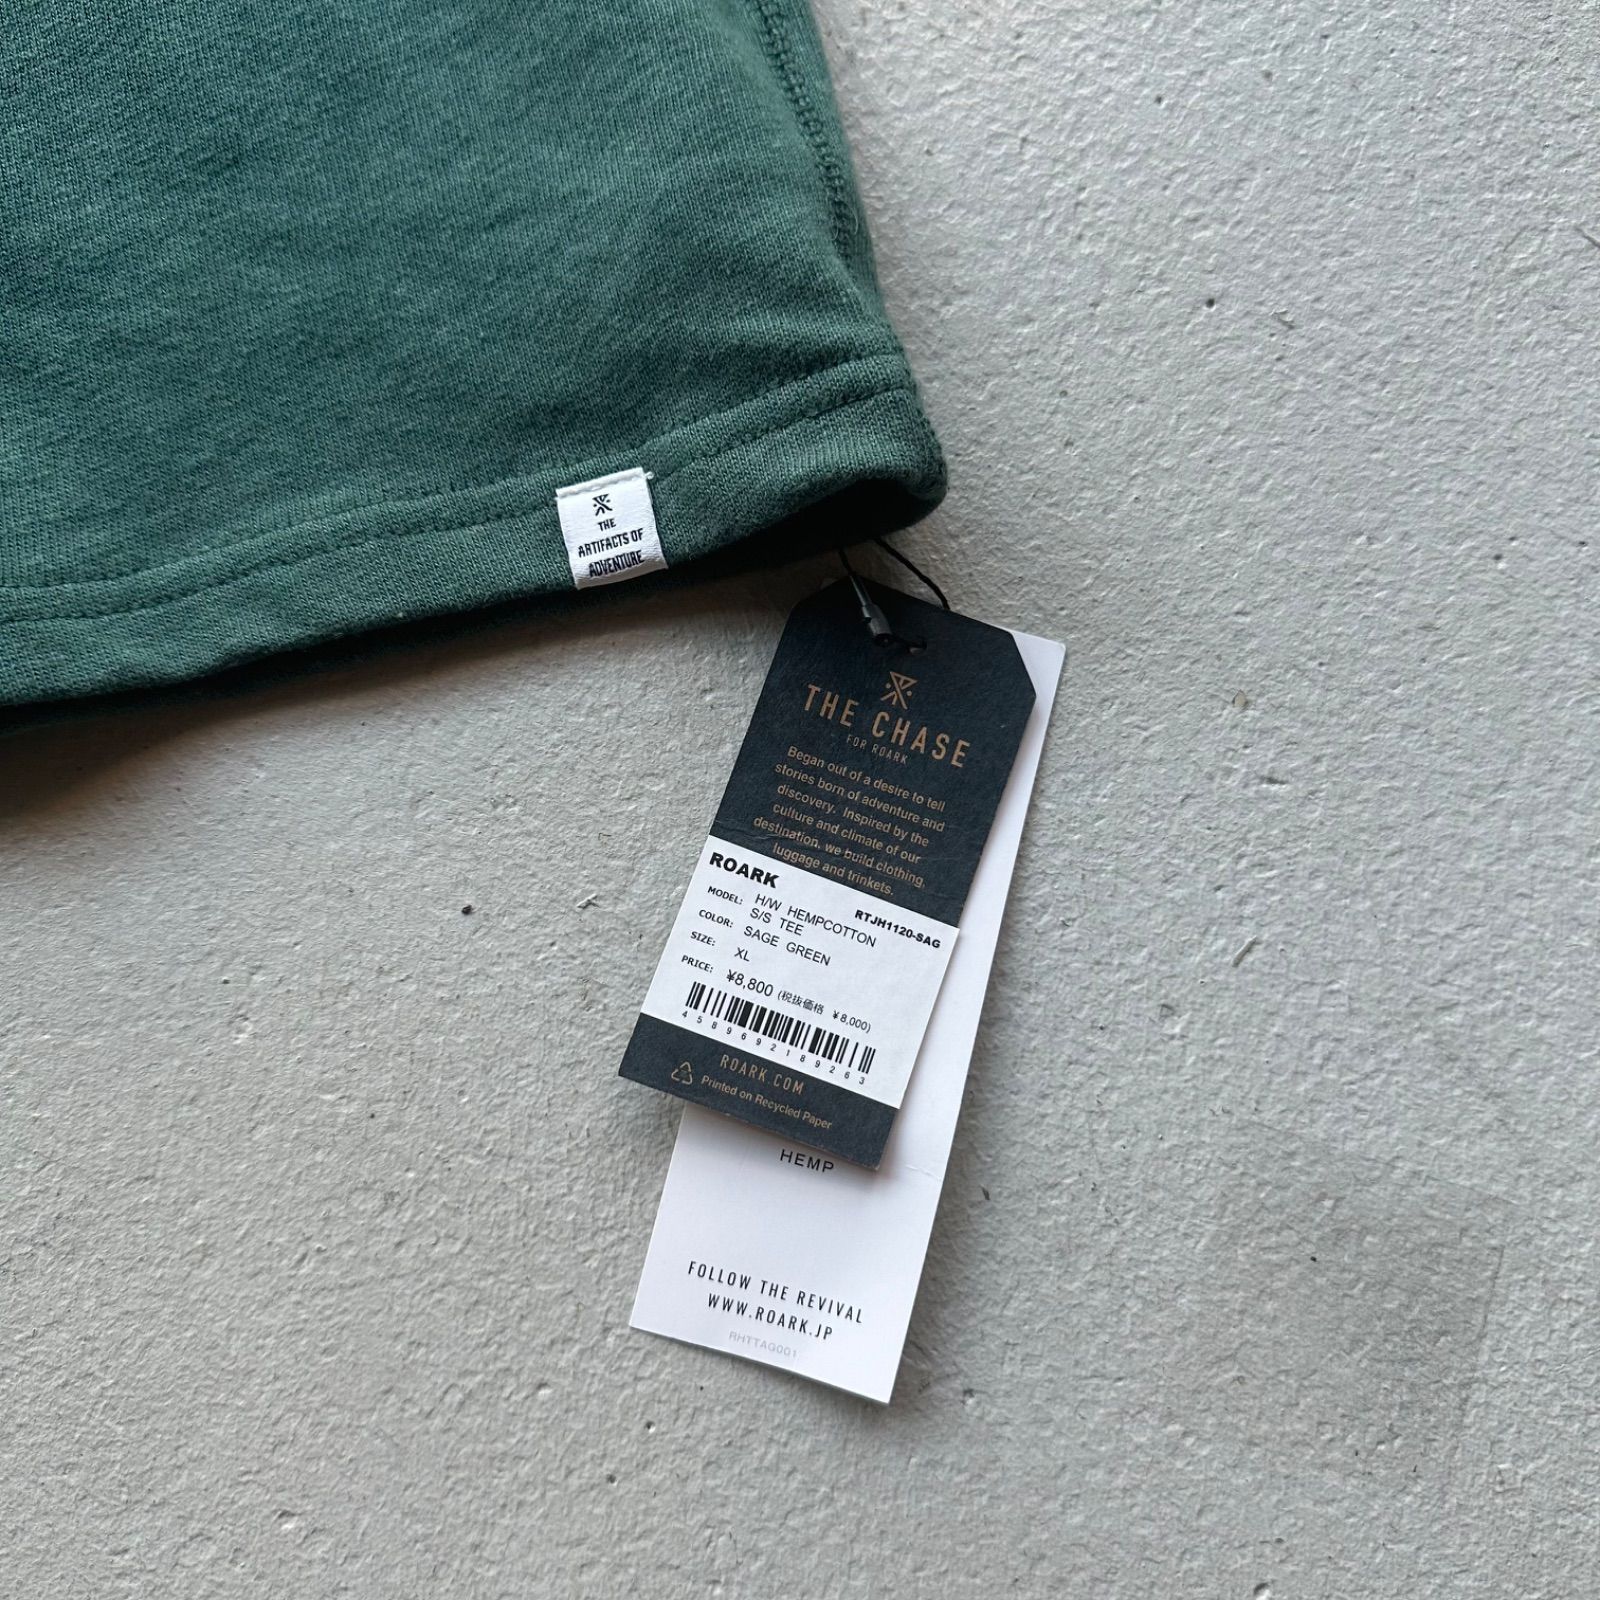 THE
ARTIFACTS OF
ADVENTURE
THE CHASE
FOR ROARK
Began out of a desire to tell
stories born of adventure and
discovery. Inspired by the
culture and climate of our
destination, we build clothing,
luggage and trinkets.
ROARK
RTJH1120-SAG
MODEL: H/W HEMPCOTTON
S/S TEE
COLOR: SAGE GREEN
SIZE: XL
PRICE: ¥8,800 (税抜価格 ¥8,000)
4589692189263
ROARK.COM
Printed on Recycled Paper
HEMP
FOLLOW THE REVIVAL
WWW.ROARK.JP
RHTTAG001